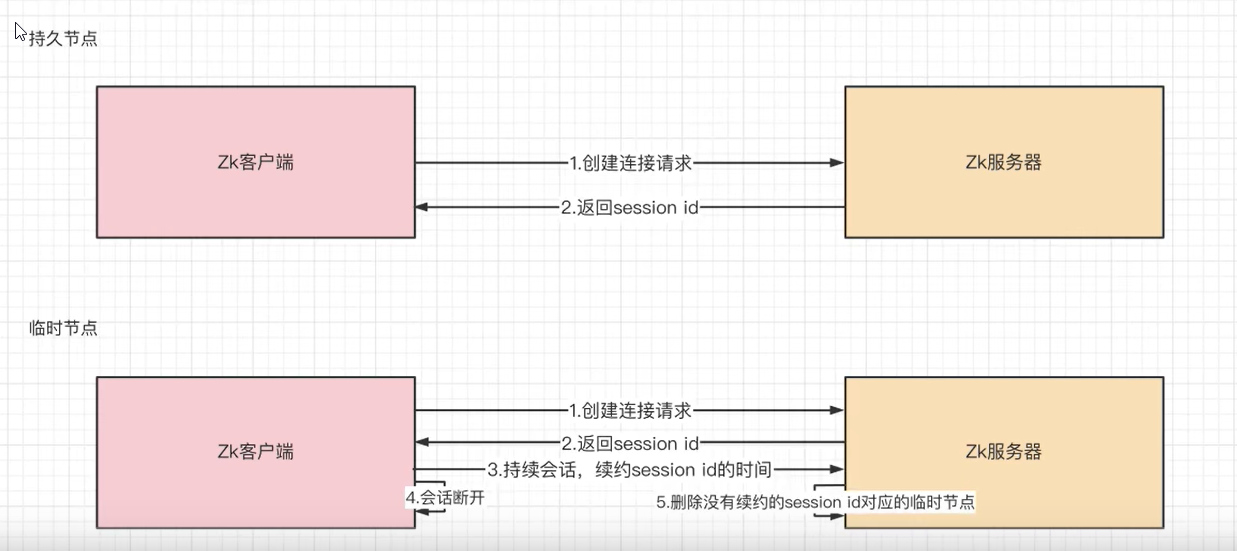 持久节点
Zk客户端
1.创建连接请求
Zk服务器
2.返回session id
临时节点
1.创建连接请求
2.返回session id
Zk客户端
Zk服务器
3.持续会话，续约session id的时间
4.会话断开
5.删除没有续约的session id对应的临时节点